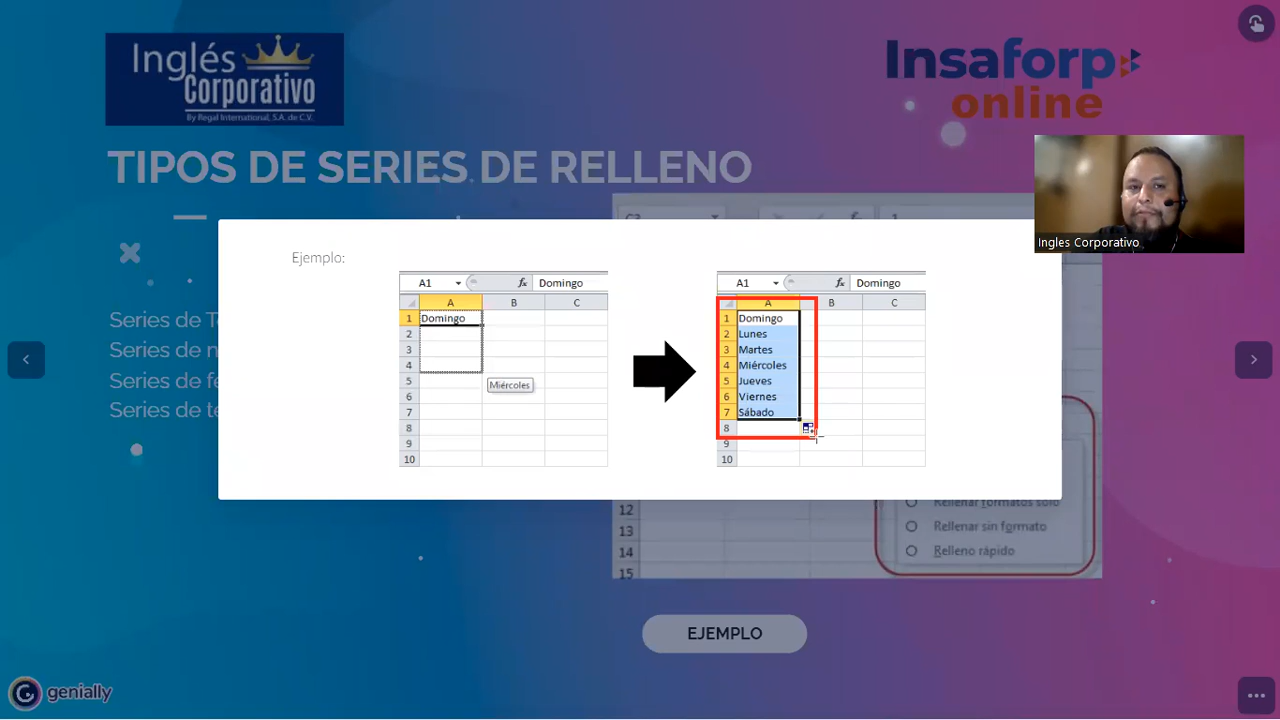 Inglés
Corporativo
By Regal International, S.A. de C.V.
Insaforp
online
TIPOS DE SERIES DE RELLENO
Ingles Corporativo
Ejemplo:
A1 fx Domingo
A B C
1 Domingo
2
3
4
5 Miércoles
6
7
8
9
10
A1 fx Domingo
A B C
1 Domingo
2 Lunes
3 Martes
4 Miércoles
5 Jueves
6 Viernes
7 Sábado
8
9
10
Series de
Series de
Series de
Series de
12 Rellenar formatos solo
13 Rellenar sin formato
14 Relleno rápido
15
EJEMPLO
genially